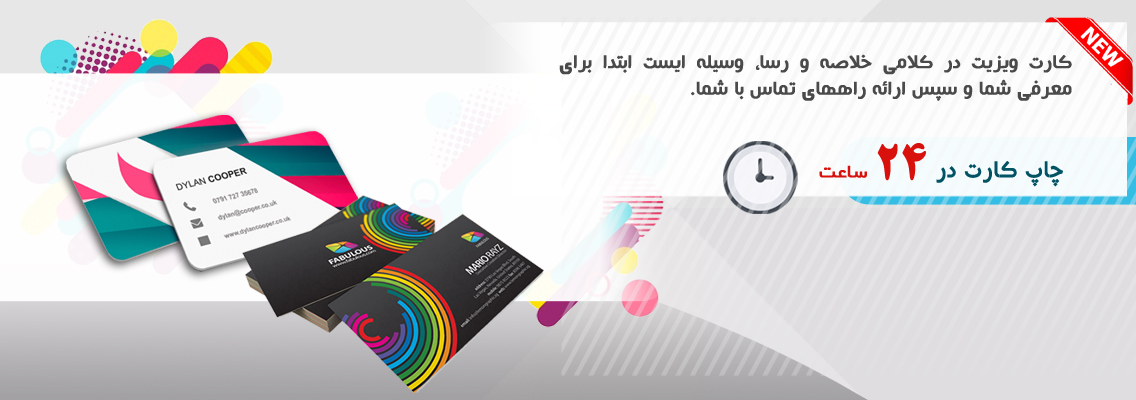 NEW
کارت ویزیت در کلامی خلاصه و رسا، وسیله ایست ابتدا برای
معرفی شما و سپس ارائه راههای تماس با شما.
چاپ کارت در ۲۴ ساعت
DYLAN COOPER
0791 727 35678
dylan@cooper.co.uk
www.dylancooper.co.uk
FABULOUS
MARIO RAYZ